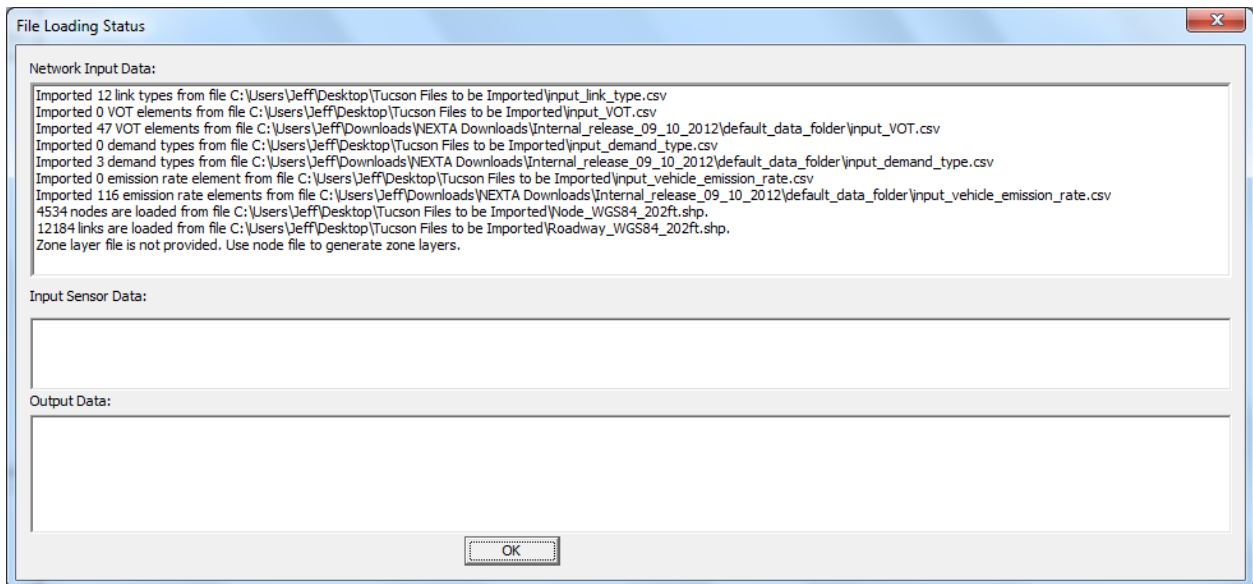 File Loading Status
X
Network Input Data:
Imported 12 link types from file C:\Users\Jeff\Desktop\Tucson Files to be Imported\input_link_type.csv
Imported 0 VOT elements from file C:\Users\Jeff\Desktop\Tucson Files to be Imported\input_VOT.csv
Imported 47 VOT elements from file C:\Users\Jeff\Downloads\NEXTA Downloads\Internal_release_09_10_2012\default_data_folder\input_VOT.csv
Imported 0 demand types from file C:\Users\Jeff\Desktop\Tucson Files to be Imported\input_demand_type.csv
Imported 3 demand types from file C:\Users\Jeff\Downloads\NEXTA Downloads\Internal_release_09_10_2012\default_data_folder\input_demand_type.csv
Imported 0 emission rate element from file C:\Users\Jeff\Desktop\Tucson Files to be Imported\input_vehicle_emission_rate.csv
Imported 116 emission rate elements from file C:\Users\Jeff\Downloads\NEXTA Downloads\Internal_release_09_10_2012\default_data_folder\input_vehicle_emission_rate.csv
4534 nodes are loaded from file C:\Users\Jeff\Desktop\Tucson Files to be Imported\Node_WGS84_202ft.shp.
12184 links are loaded from file C:\Users\Jeff\Desktop\Tucson Files to be Imported\Roadway_WGS84_202ft.shp.
Zone layer file is not provided. Use node file to generate zone layers.
Input Sensor Data:
Output Data:
OK